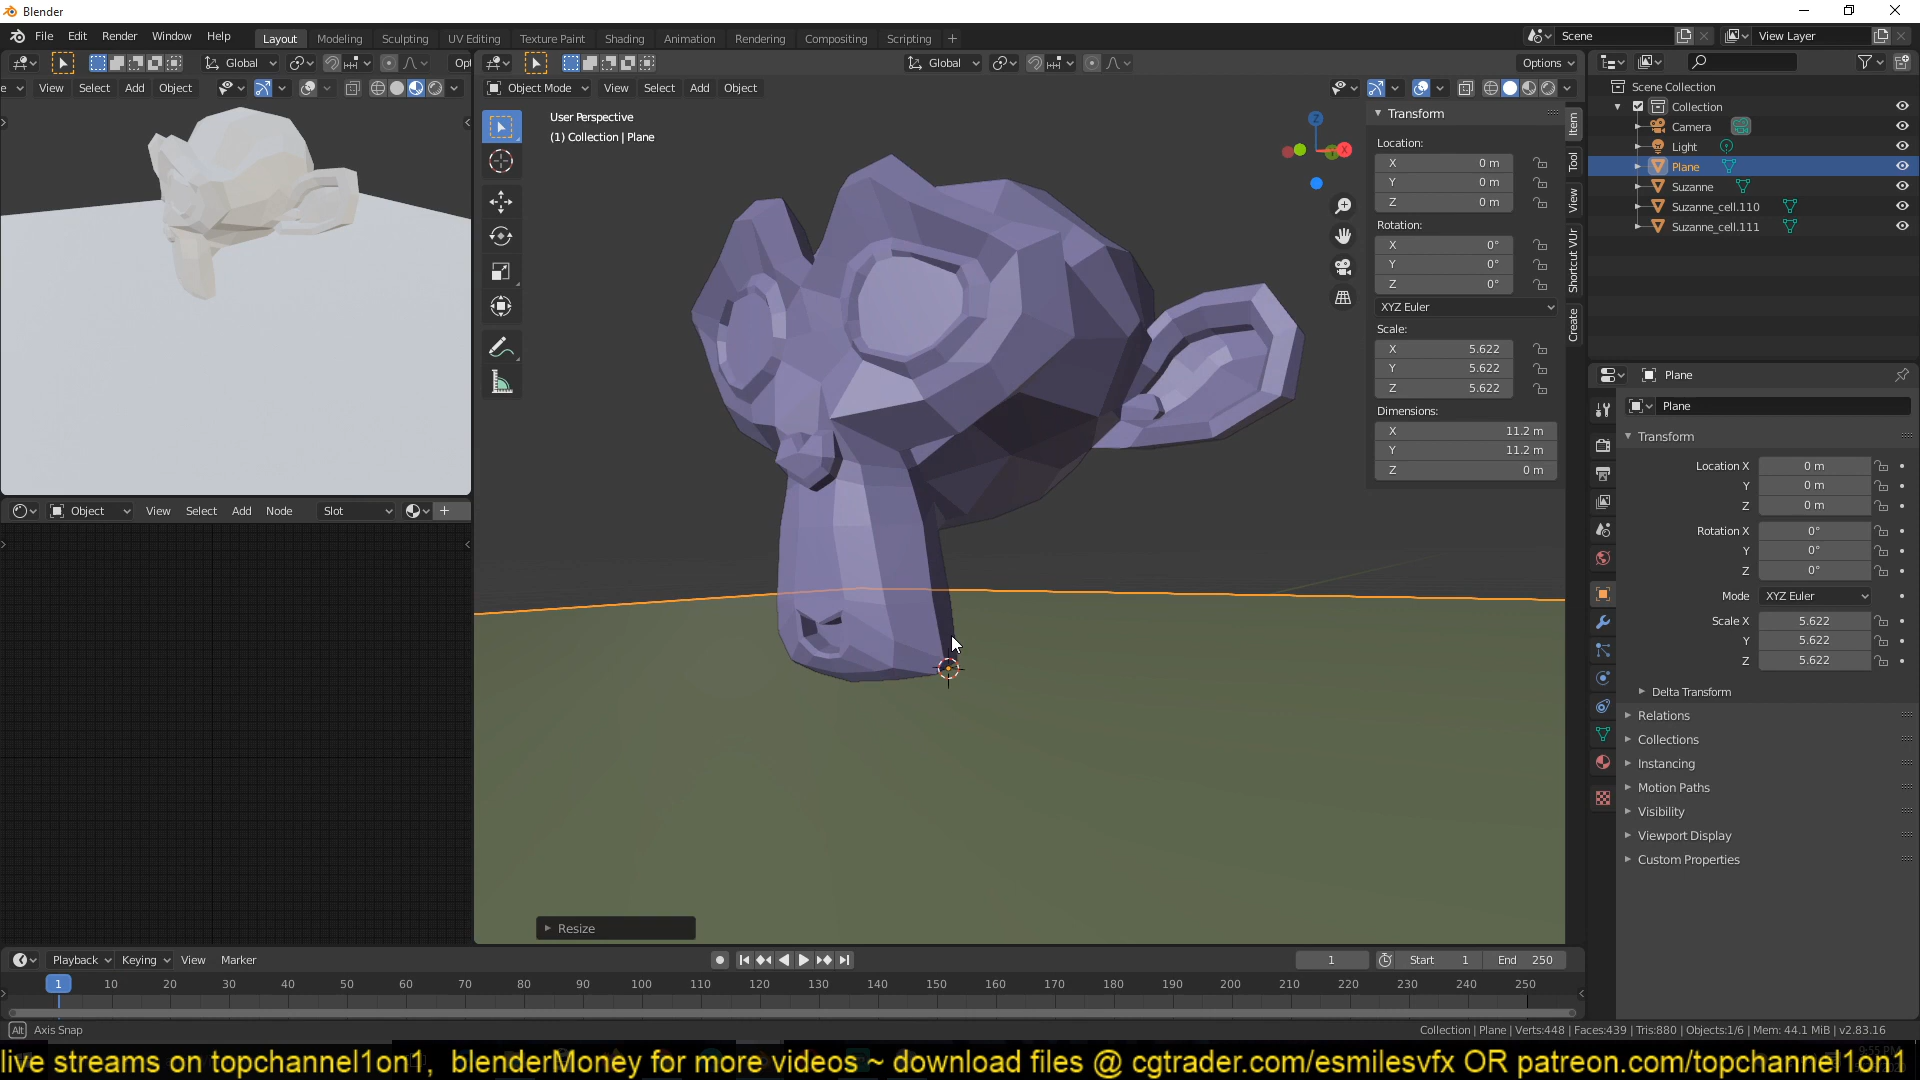 Blender
File Edit Render Window Help Layout Modeling Sculpting UV Editing Texture Paint Shading Animation Rendering Compositing Scripting + Scene View Layer
Global Opt Global Options
e View Select Add Object Object Mode View Select Add Object
User Perspective
(1) Collection | Plane
Z
X
Transform
Location:
X 0 m
Y 0 m
Z 0 m
Rotation:
X 0°
Y 0°
Z 0°
XYZ Euler
Scale:
X 5.622
Y 5.622
Z 5.622
Dimensions:
X 11.2 m
Y 11.2 m
Z 0 m
Item
Tool
View
Shortcut VUr
Create
Scene Collection
Collection
Camera
Light
Plane
Suzanne
Suzanne_cell.110
Suzanne_cell.111
Plane
Plane
Transform
Location X 0 m
Y 0 m
Z 0 m
Rotation X 0°
Y 0°
Z 0°
Mode XYZ Euler
Scale X 5.622
Y 5.622
Z 5.622
Delta Transform
Relations
Collections
Instancing
Motion Paths
Visibility
Viewport Display
Custom Properties
Object View Select Add Node Slot +
Resize
Playback Keying View Marker 1 Start 1 End 250
1 10 20 30 40 50 60 70 80 90 100 110 120 130 140 150 160 170 180 190 200 210 220 230 240 250
Alt Axis Snap Collection | Plane | Verts:448 | Faces:439 | Tris:880 | Objects:1/6 | Mem: 44.1 MiB | v2.83.16
live streams on topchannel1on1, blenderMoney for more videos ~ download files @ cgtrader.com/esmilesvfx OR patreon.com/topchannel1on1